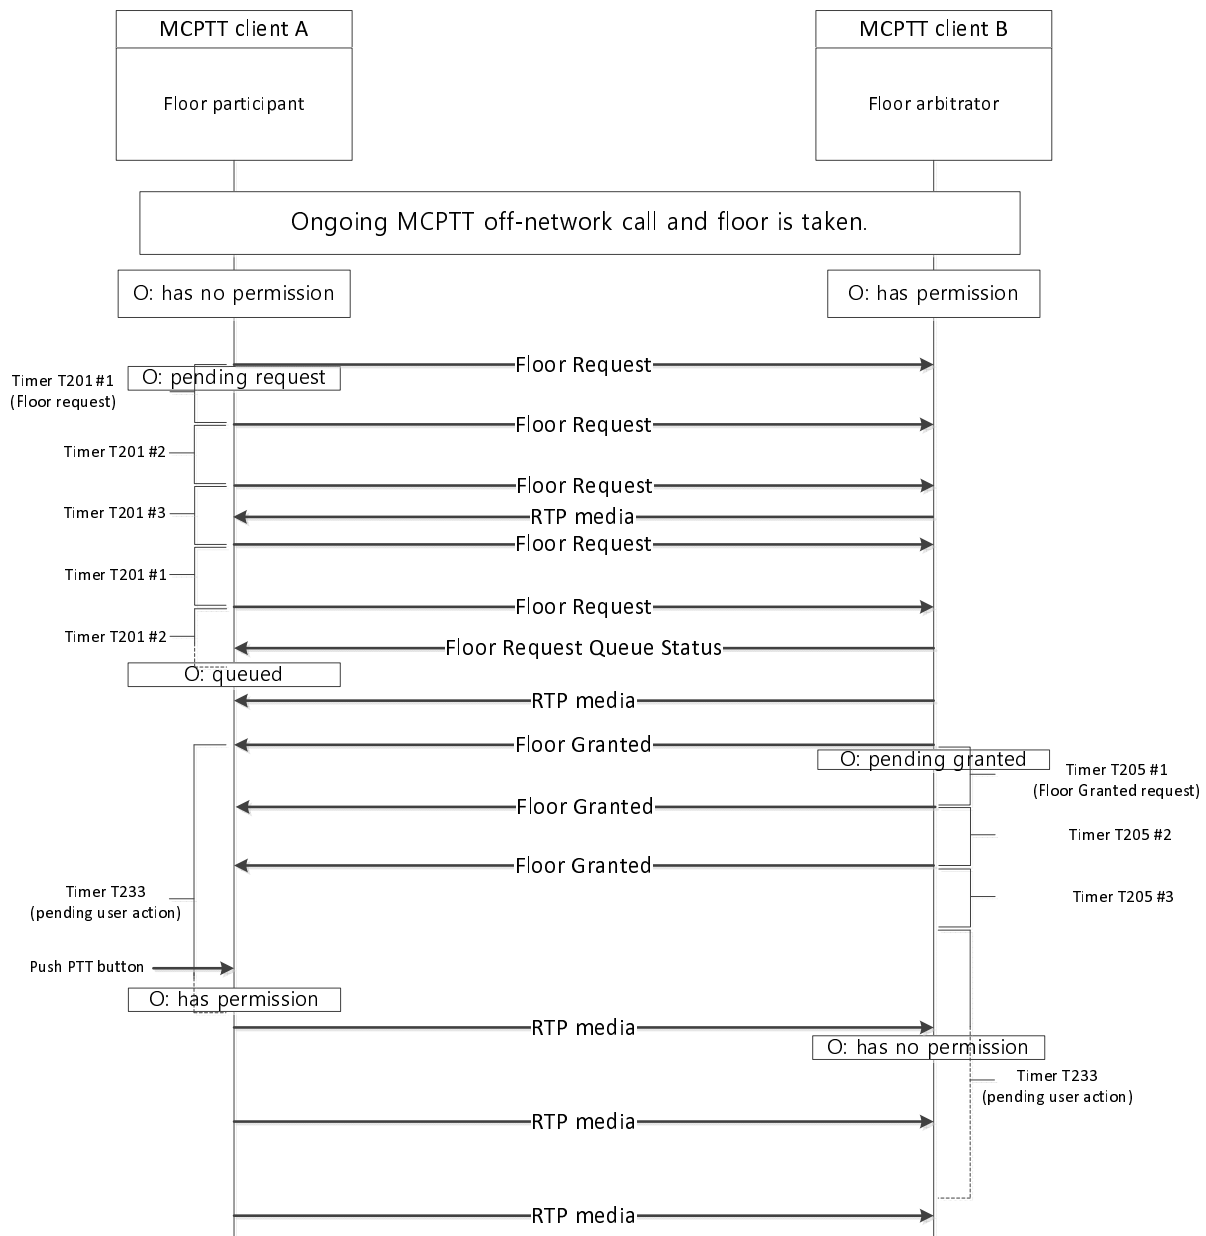 MCPTT client A
MCPTT client B
Floor participant
Floor arbitrator
Ongoing MCPTT off-network call and floor is taken.
O: has no permission
O: has permission
Floor Request
O: pending request
Timer T201 #1
(Floor request)
Floor Request
Timer T201 #2
Floor Request
Timer T201 #3
RTP media
Floor Request
Timer T201 #1
Floor Request
Timer T201 #2
Floor Request Queue Status
O: queued
RTP media
Floor Granted
O: pending granted
Timer T205 #1
(Floor Granted request)
Floor Granted
Timer T205 #2
Floor Granted
Timer T233
(pending user action)
Timer T205 #3
Push PTT button
O: has permission
RTP media
O: has no permission
Timer T233
(pending user action)
RTP media
RTP media